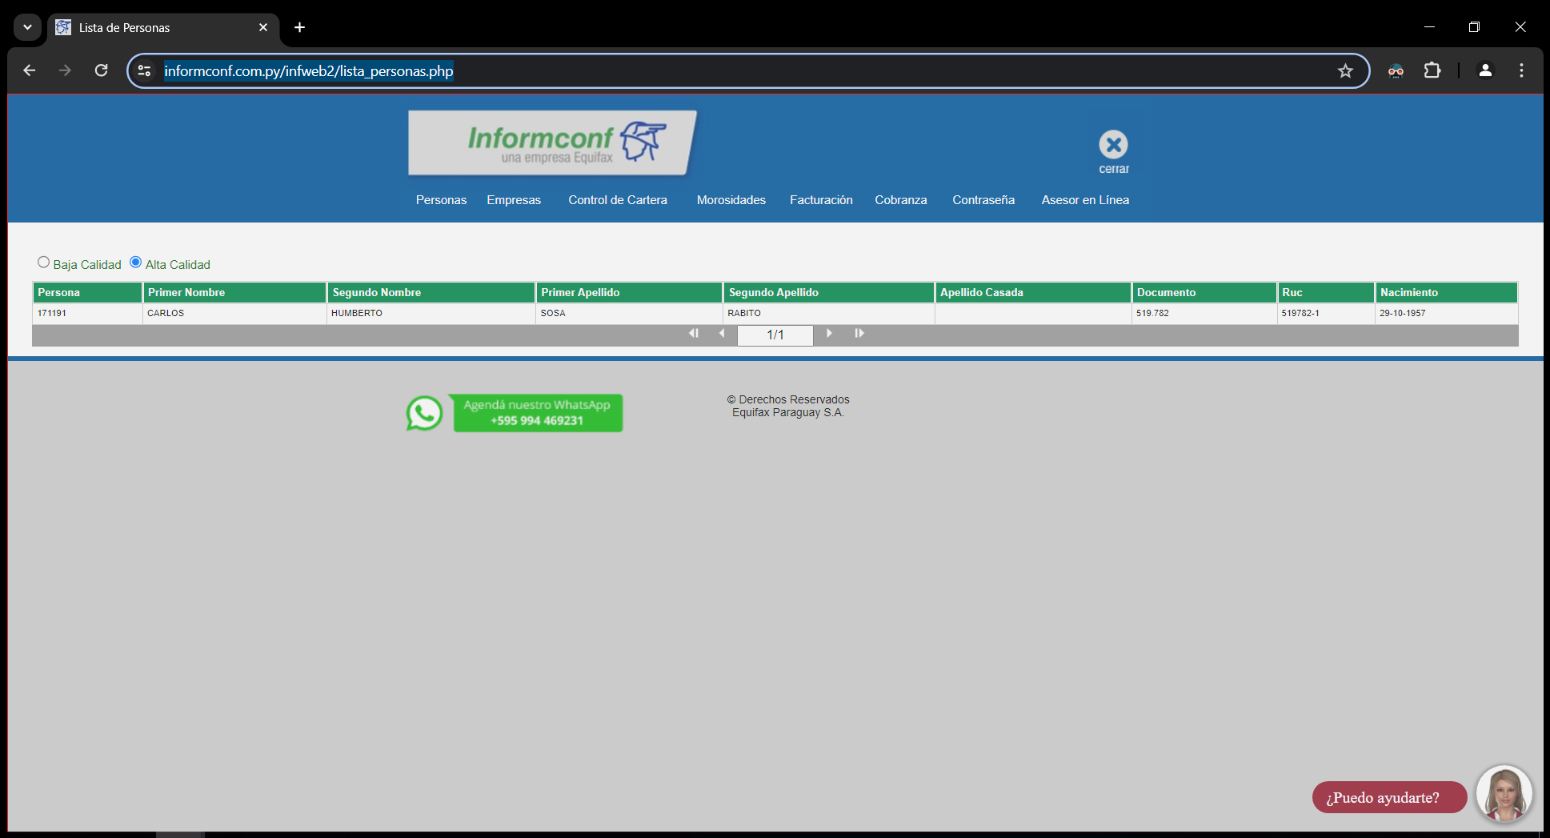 Lista de Personas
informconf.com.py/infweb2/lista_personas.php
Informconf
una empresa Equifax
cerrar
Personas Empresas Control de Cartera Morosidades Facturación Cobranza Contraseña Asesor en Línea
Baja Calidad Alta Calidad
Persona Primer Nombre Segundo Nombre Primer Apellido Segundo Apellido Apellido Casada Documento Ruc Nacimiento
171191 CARLOS HUMBERTO SOSA RABITO 519.782 519782-1 29-10-1957
1/1
Agendá nuestro WhatsApp
+595 994 469231
© Derechos Reservados
Equifax Paraguay S.A.
¿Puedo ayudarte?